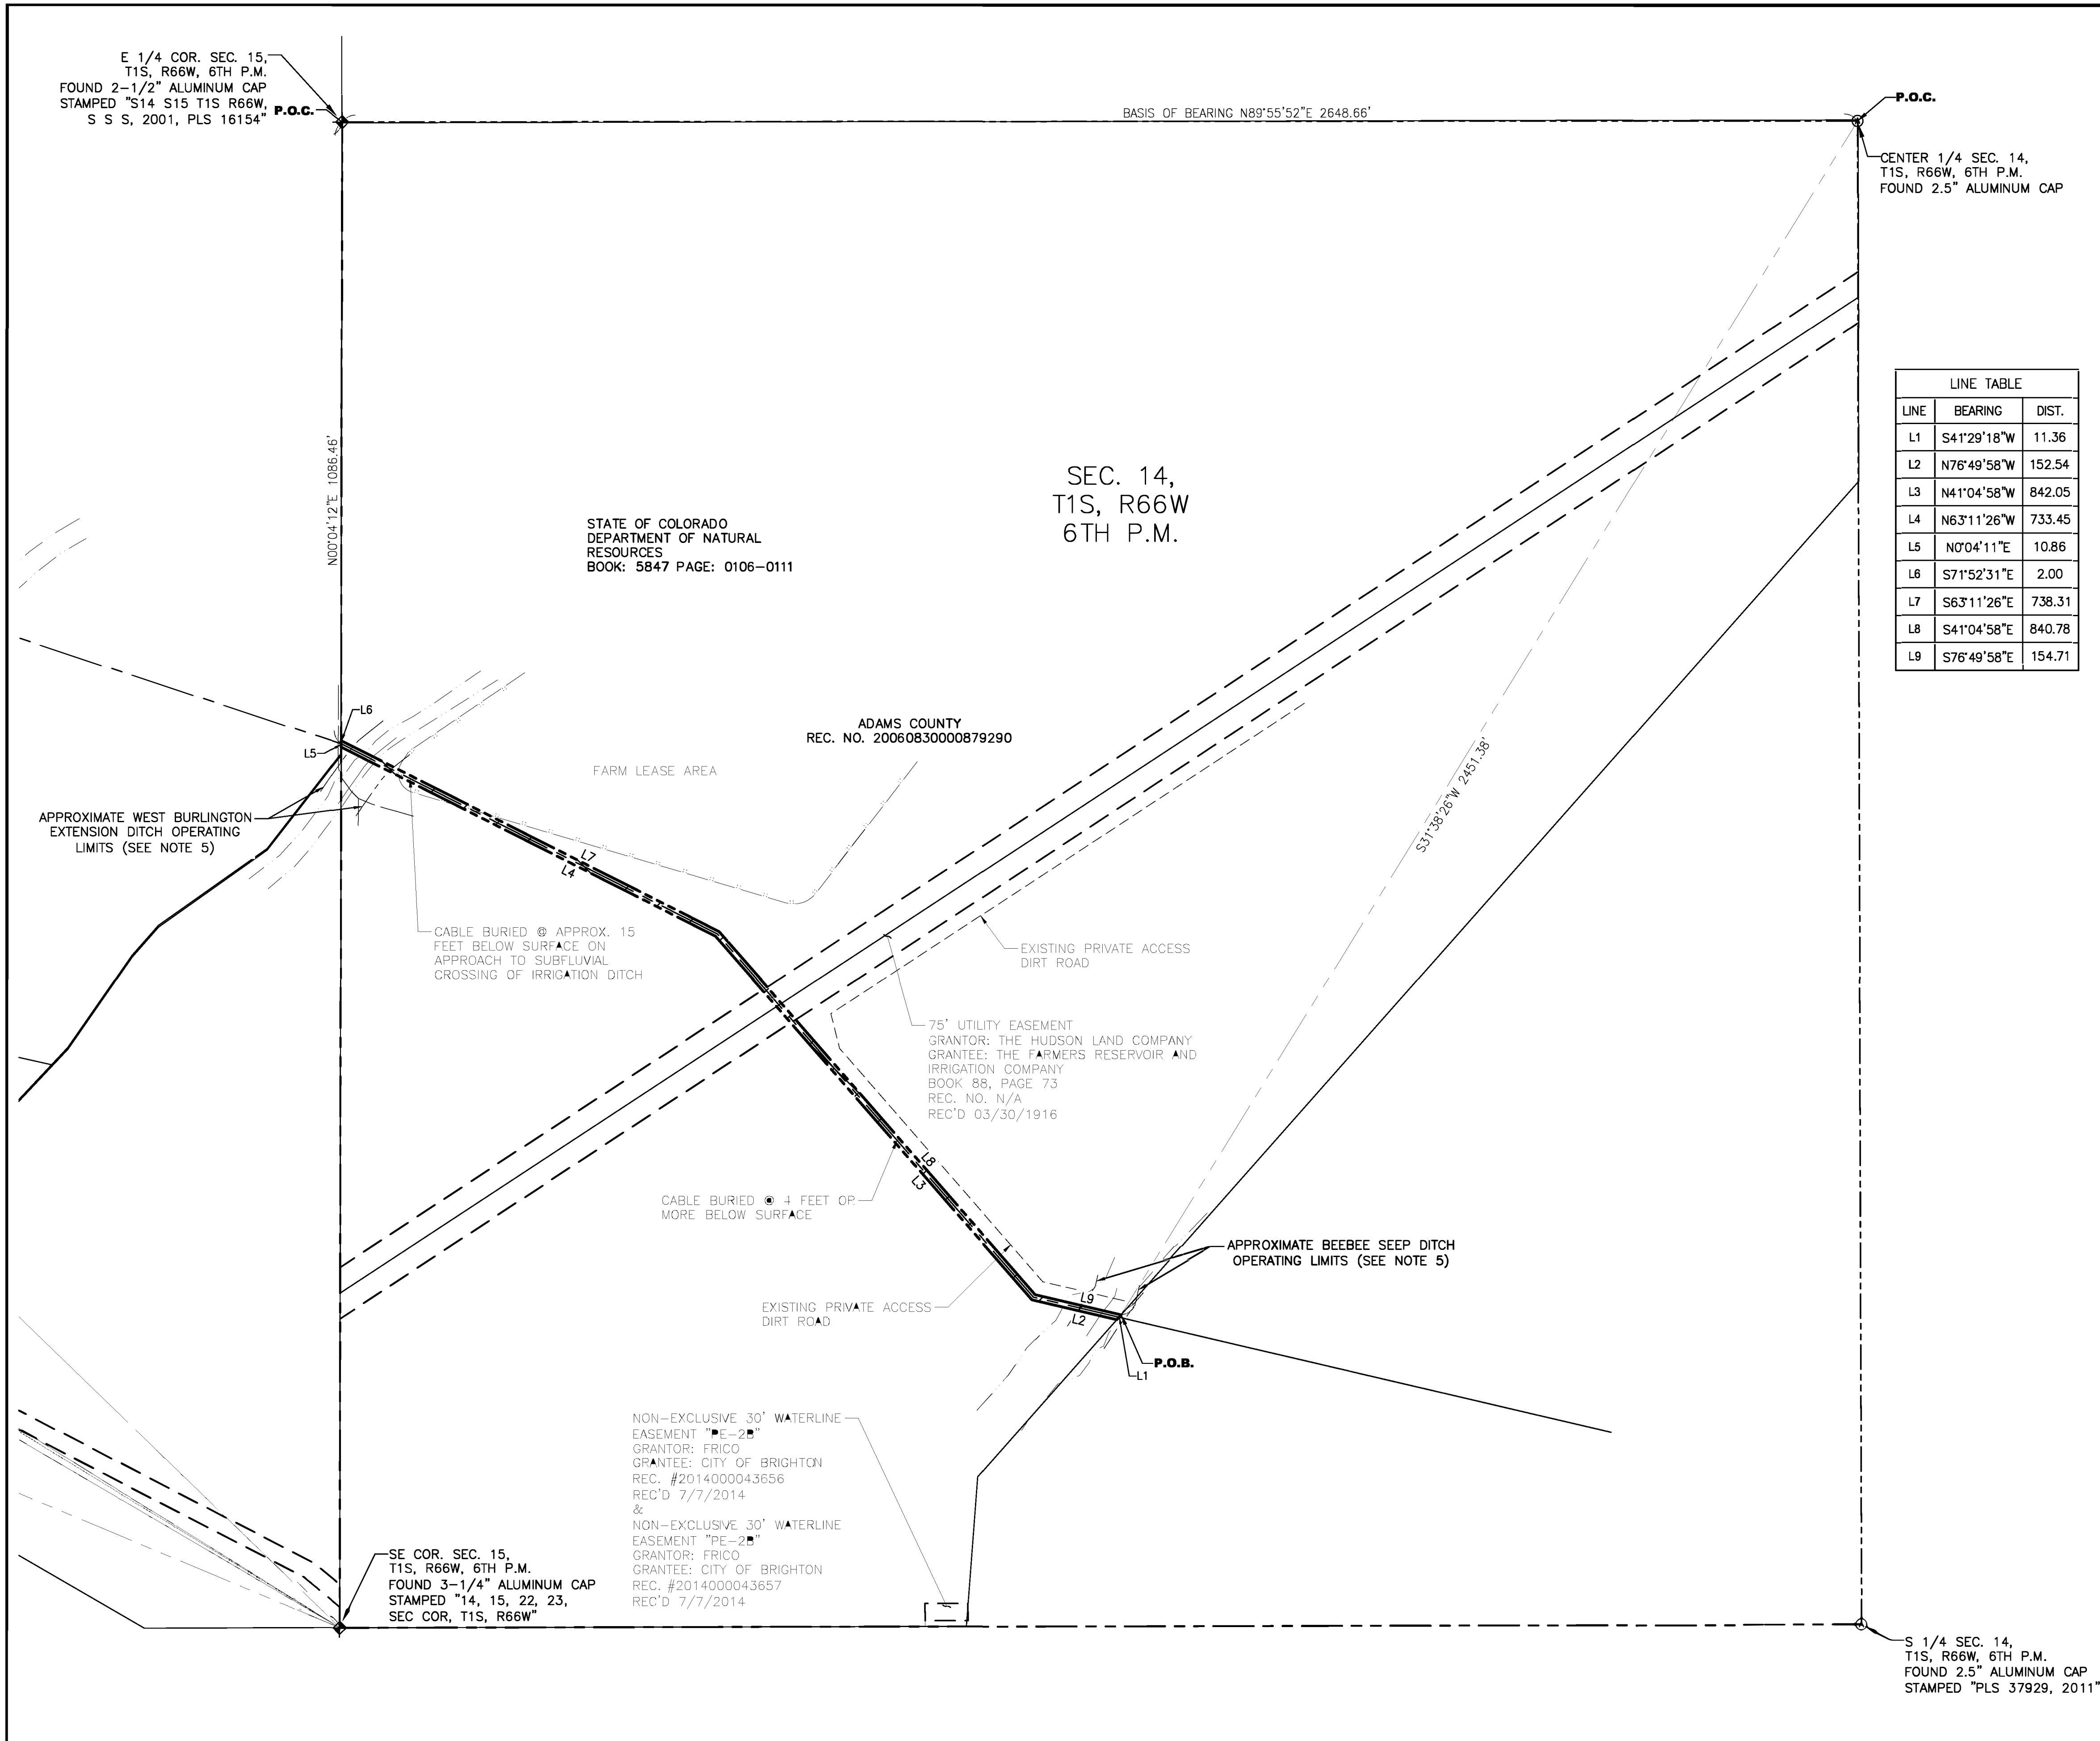 E 1/4 COR. SEC. 15,
T1S, R66W, 6TH P.M.
FOUND 2-1/2" ALUMINUM CAP
STAMPED "S14 S15 T1S R66W,
S S S, 2001, PLS 16154"
P.O.C.
BASIS OF BEARING N89°55'52"E 2648.66'
P.O.C.
CENTER 1/4 SEC. 14,
T1S, R66W, 6TH P.M.
FOUND 2.5" ALUMINUM CAP
LINE TABLE
LINE BEARING DIST.
L1 S41°29'18"W 11.36
L2 N76°49'58"W 152.54
L3 N41°04'58"W 842.05
L4 N63°11'26"W 733.45
L5 N0°04'11"E 10.86
L6 S71°52'31"E 2.00
L7 S63°11'26"E 738.31
L8 S41°04'58"E 840.78
L9 S76°49'58"E 154.71
N00°04'12"E 1086.46'
SEC. 14,
T1S, R66W
6TH P.M.
STATE OF COLORADO
DEPARTMENT OF NATURAL
RESOURCES
BOOK: 5847 PAGE: 0106-0111
L6
L5
ADAMS COUNTY
REC. NO. 20060830000879290
FARM LEASE AREA
S31°38'26"W 2451.38'
APPROXIMATE WEST BURLINGTON
EXTENSION DITCH OPERATING
LIMITS (SEE NOTE 5)
L7
L4
CABLE BURIED @ APPROX. 15
FEET BELOW SURFACE ON
APPROACH TO SUBFLUVIAL
CROSSING OF IRRIGATION DITCH
EXISTING PRIVATE ACCESS
DIRT ROAD
75' UTILITY EASEMENT
GRANTOR: THE HUDSON LAND COMPANY
GRANTEE: THE FARMERS RESERVOIR AND
IRRIGATION COMPANY
BOOK 88, PAGE 73
REC. NO. N/A
REC'D 03/30/1916
L8
L3
CABLE BURIED @ 4 FEET OR
MORE BELOW SURFACE
APPROXIMATE BEEBEE SEEP DITCH
OPERATING LIMITS (SEE NOTE 5)
EXISTING PRIVATE ACCESS
DIRT ROAD
L9
L2
P.O.B.
L1
NON-EXCLUSIVE 30' WATERLINE
EASEMENT "PE-2B"
GRANTOR: FRICO
GRANTEE: CITY OF BRIGHTON
REC. #2014000043656
REC'D 7/7/2014
&
NON-EXCLUSIVE 30' WATERLINE
EASEMENT "PE-2B"
GRANTOR: FRICO
GRANTEE: CITY OF BRIGHTON
REC. #2014000043657
REC'D 7/7/2014
SE COR. SEC. 15,
T1S, R66W, 6TH P.M.
FOUND 3-1/4" ALUMINUM CAP
STAMPED "14, 15, 22, 23,
SEC COR, T1S, R66W"
S 1/4 SEC. 14,
T1S, R66W, 6TH P.M.
FOUND 2.5" ALUMINUM CAP
STAMPED "PLS 37929, 2011"